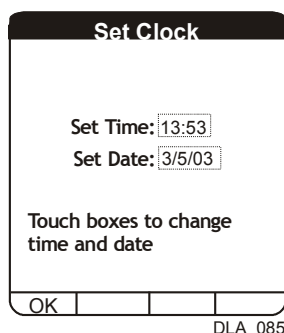 Set Clock
Set Time: 13:53
Set Date: 3/5/03
Touch boxes to change
time and date
OK
DLA_085